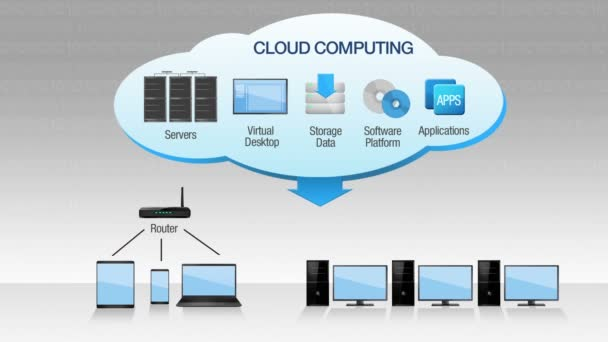 CLOUD COMPUTING
APPS
Servers
Virtual
Desktop
Storage
Data
Software
Platform
Applications
Router